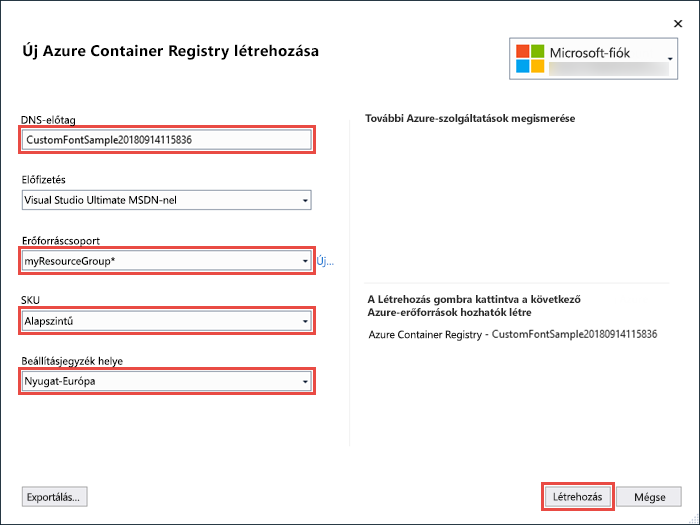 Új Azure Container Registry létrehozása
Microsoft-fiók
DNS-előtag
CustomFontSample20180914115836
Előfizetés
Visual Studio Ultimate MSDN-nel
Erőforráscsoport
myResourceGroup*
Új...
SKU
Alapszintű
Beállításjegyzék helye
Nyugat-Európa
További Azure-szolgáltatások megismerése
A Létrehozás gombra kattintva a következő
Azure-erőforrások hozhatók létre
Azure Container Registry - CustomFontSample20180914115836
Exportálás...
Létrehozás
Mégse